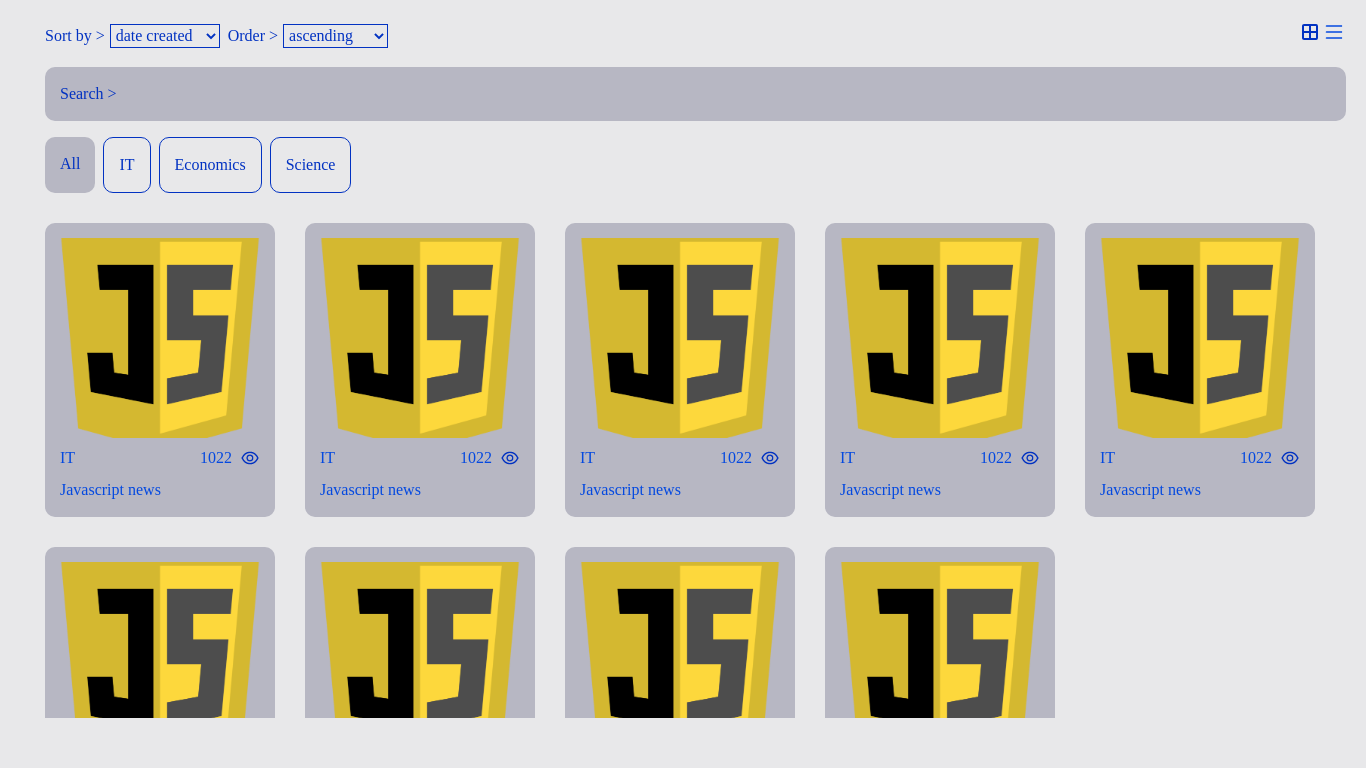 Sort by > date created Order > ascending
Search >
All IT Economics Science
JS JS JS JS JS
IT 1022 IT 1022 IT 1022 IT 1022 IT 1022
Javascript news Javascript news Javascript news Javascript news Javascript news
JS JS JS JS